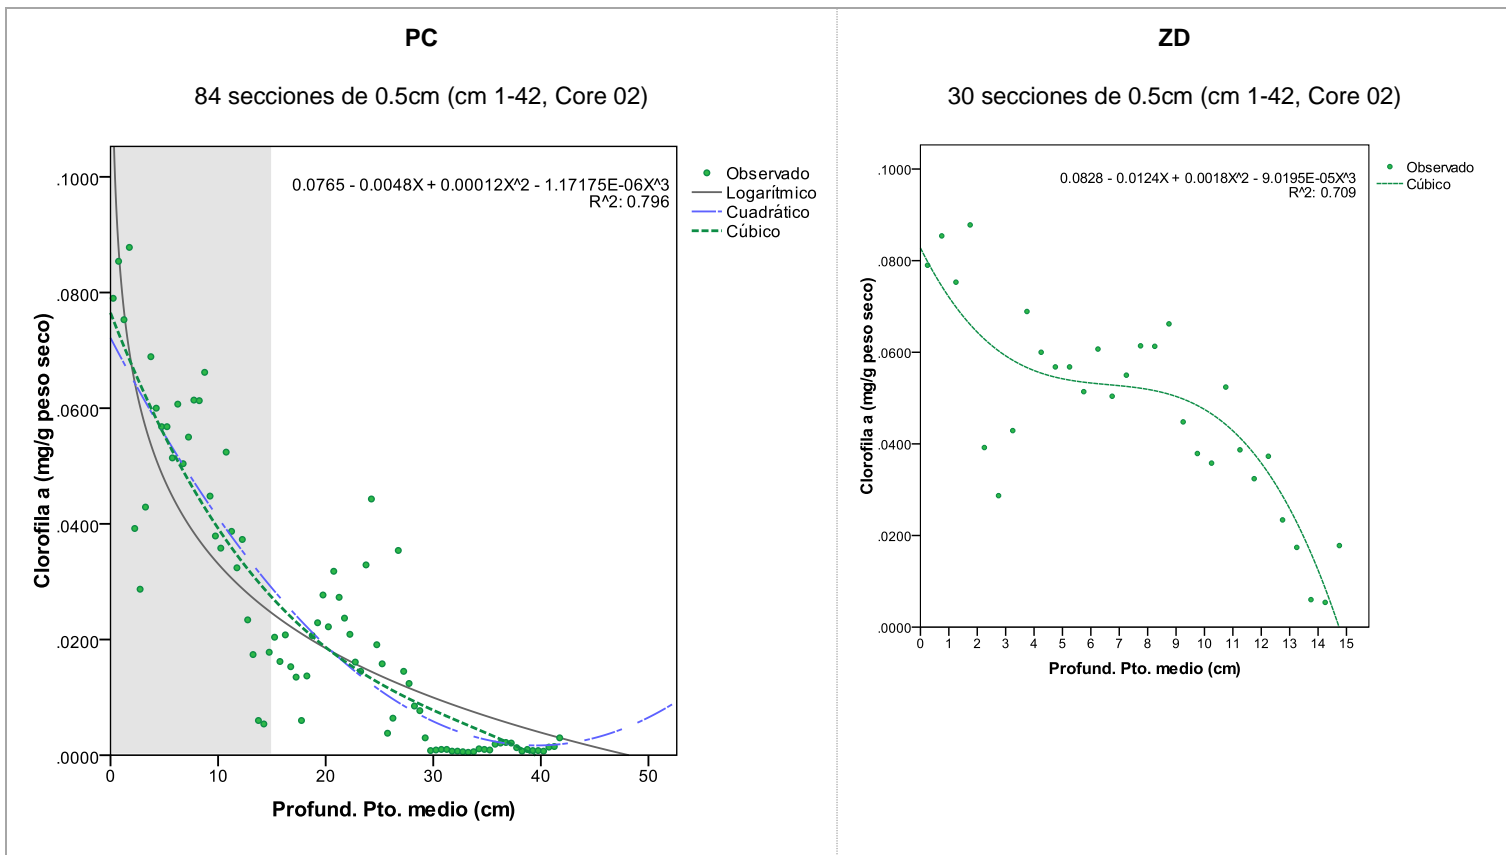 PC
84 secciones de 0.5cm (cm 1-42, Core 02)
0.0765 - 0.0048X + 0.00012X^2 - 1.17175E-06X^3
R^2: 0.796
Observado
Logarítmico
Cuadrático
Cúbico
Clorofila a (mg/g peso seco)
.1000
.0800
.0600
.0400
.0200
.0000
0 10 20 30 40 50
Profund. Pto. medio (cm)
ZD
30 secciones de 0.5cm (cm 1-42, Core 02)
0.0828 - 0.0124X + 0.0018X^2 - 9.0195E-05X^3
R^2: 0.709
Observado
Cúbico
Clorofila a (mg/g peso seco)
.1000
.0800
.0600
.0400
.0200
.0000
0 1 2 3 4 5 6 7 8 9 10 11 12 13 14 15
Profund. Pto. medio (cm)